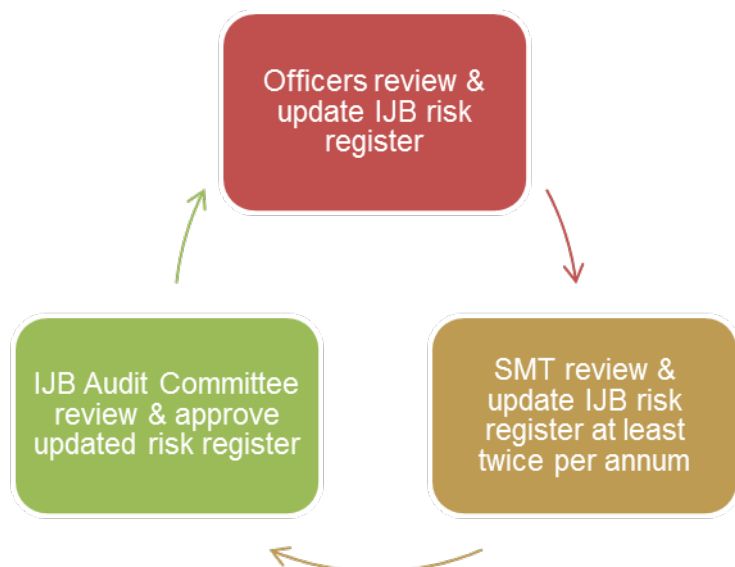 Officers review &
update IJB risk
register
SMT review &
update IJB risk
register at least
twice per annum
IJB Audit Committee
review & approve
updated risk register